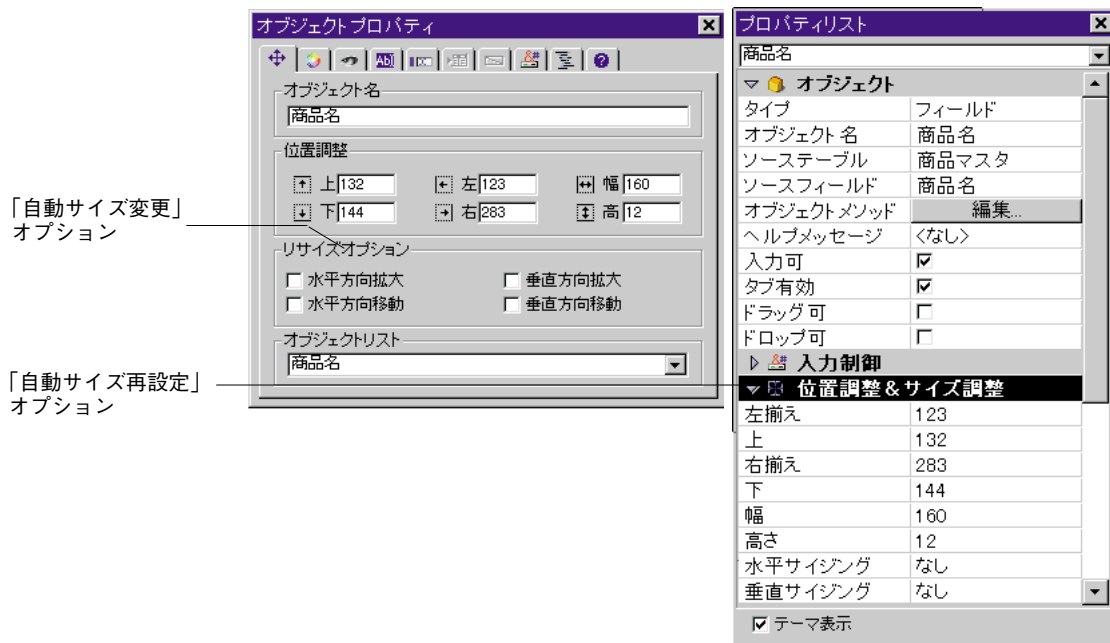 オブジェクトプロパティ
オブジェクト名
商品名
位置調整
上 132 左 123 幅 160
下 144 右 283 高 12
リサイズオプション
水平方向拡大 垂直方向拡大
水平方向移動 垂直方向移動
オブジェクトリスト
商品名
「自動サイズ変更」
オプション
「自動サイズ再設定」
オプション
プロパティリスト
商品名
オブジェクト
タイプ フィールド
オブジェクト名 商品名
ソーステーブル 商品マスタ
ソースフィールド 商品名
オブジェクトメソッド 編集...
ヘルプメッセージ <なし>
入力可
タブ有効
ドラッグ可
ドロップ可
入力制御
位置調整&サイズ調整
左揃え 123
上 132
右揃え 283
下 144
幅 160
高さ 12
水平サイジング なし
垂直サイジング なし
テーマ表示